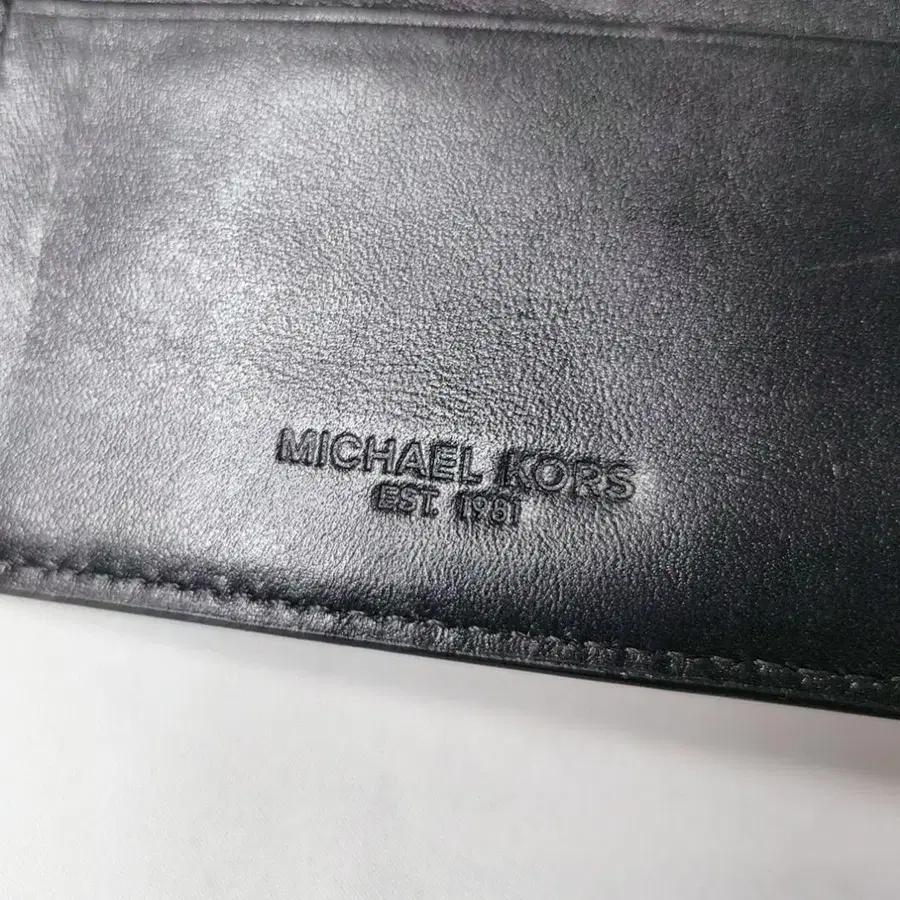 MICHAEL KORS
EST. 1981